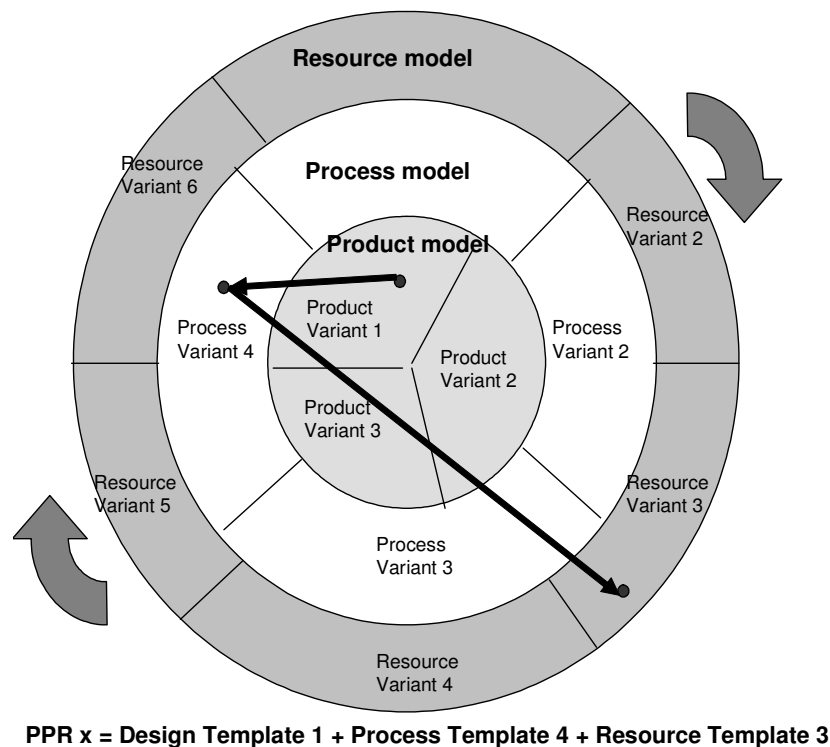 Resource model
Resource
Variant 6
Process model
Resource
Variant 2
Product model
Product
Variant 1
Process
Variant 4
Process
Variant 2
Product
Variant 2
Product
Variant 3
Resource
Variant 5
Resource
Variant 3
Process
Variant 3
Resource
Variant 4
PPR x = Design Template 1 + Process Template 4 + Resource Template 3